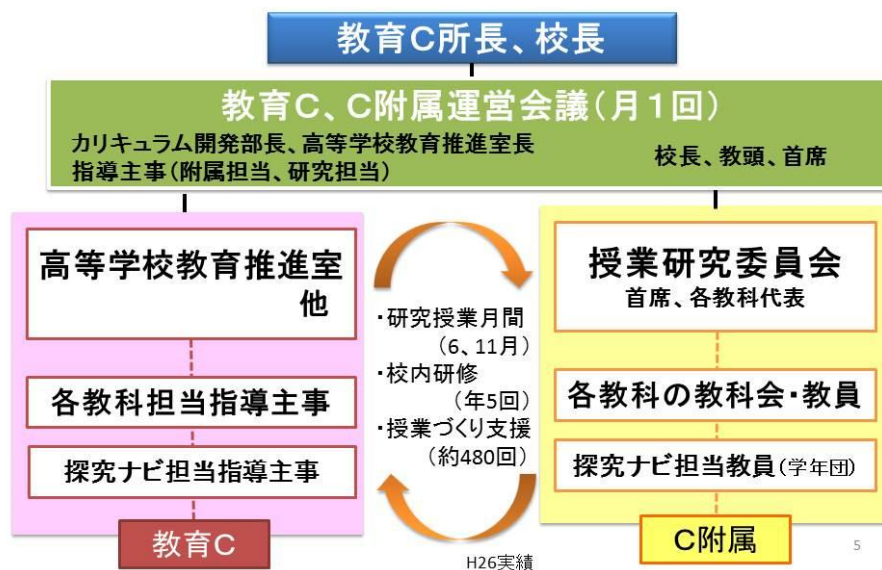 教育C所長、校長
教育C、C附属運営会議(月1回)
カリキュラム開発部長、高等学校教育推進室長
指導主事(附属担当、研究担当)
校長、教頭、首席
高等学校教育推進室
他
各教科担当指導主事
探究ナビ担当指導主事
教育C
・研究授業月間
(6、11月)
・校内研修
(年5回)
・授業づくり支援
(約480回)
H26実績
授業研究委員会
首席、各教科代表
各教科の教科会・教員
探究ナビ担当教員(学年団)
C附属
5